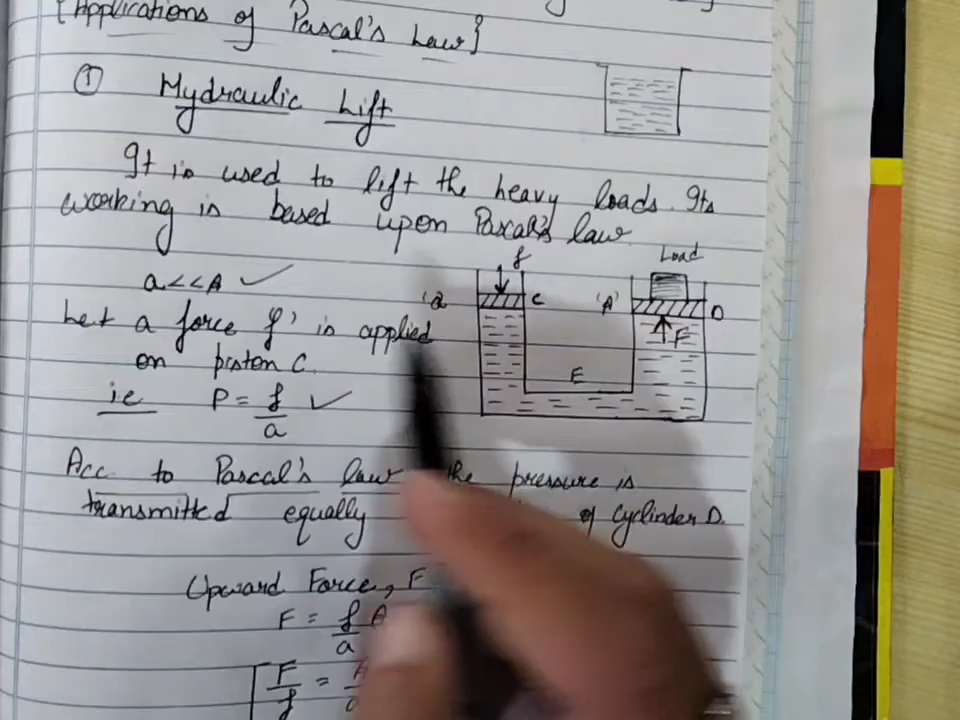 {Applications of Pascal's Law}
① Hydraulic Lift
It is used to lift the heavy loads. Its
working is based upon Pascal's law.
a<<A ✓
Let a force f' is applied
on piston C.
ie P = f/a ✓
f
Load
'a
C
'A'
D
F
E
Acc to Pascal's law the pressure is
transmitted equally of Cylinder D.
Upward Force, F
F = f/a A
F/f = A/a